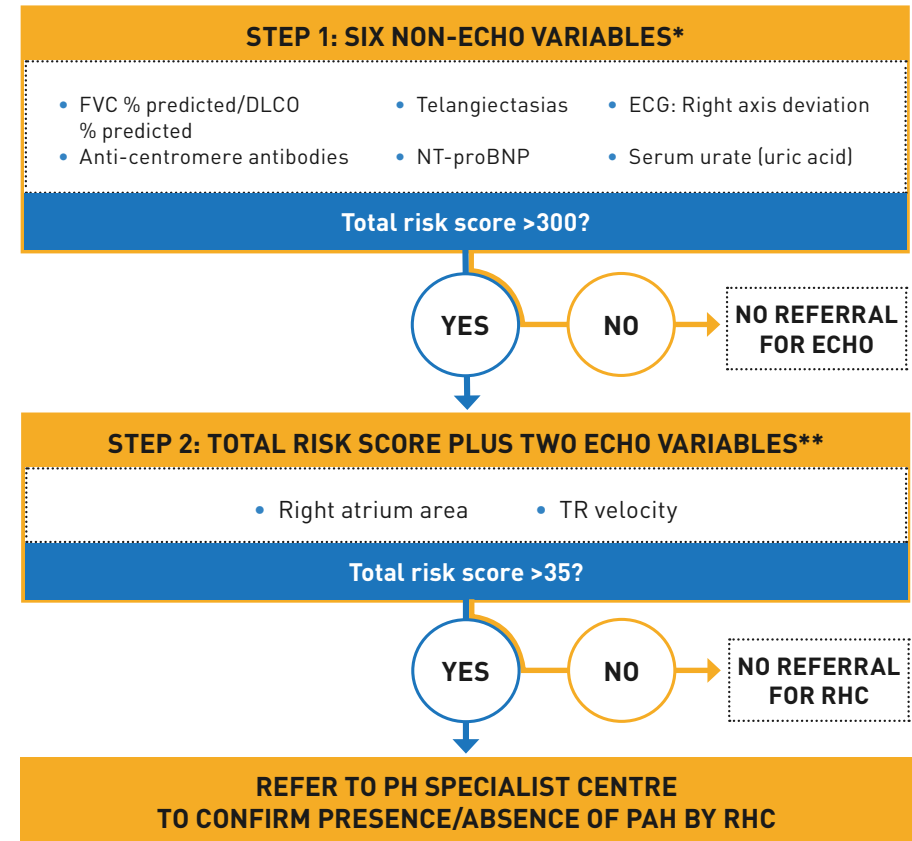 STEP 1: SIX NON-ECHO VARIABLES*
• FVC % predicted/DLCO
% predicted
• Anti-centromere antibodies
• Telangiectasias
• NT-proBNP
• ECG: Right axis deviation
• Serum urate (uric acid)
Total risk score >300?
YES
NO
NO REFERRAL
FOR ECHO
STEP 2: TOTAL RISK SCORE PLUS TWO ECHO VARIABLES**
• Right atrium area
• TR velocity
Total risk score >35?
YES
NO
NO REFERRAL
FOR RHC
REFER TO PH SPECIALIST CENTRE
TO CONFIRM PRESENCE/ABSENCE OF PAH BY RHC